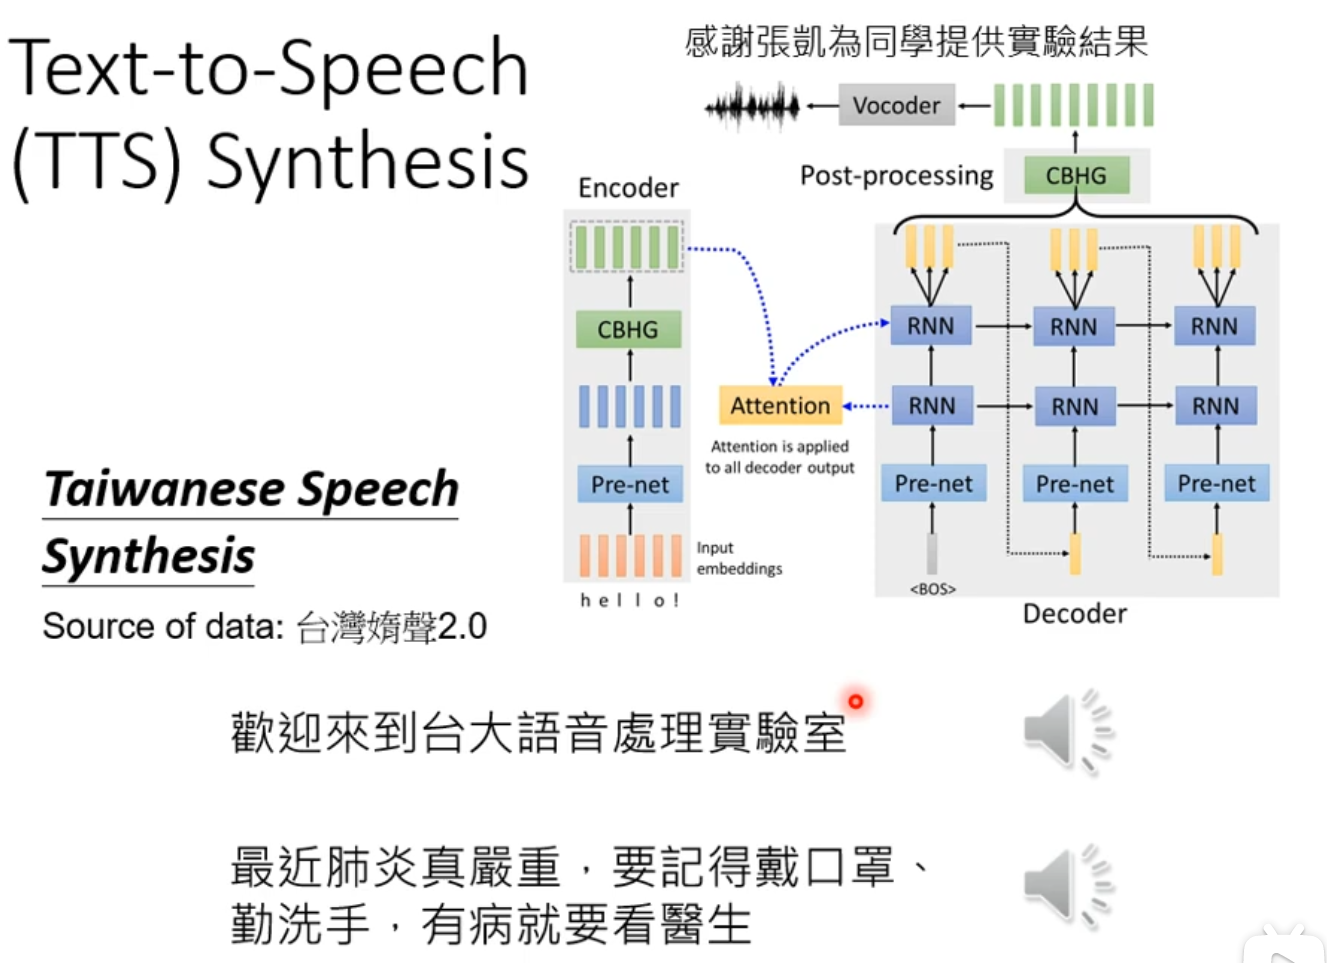 Text-to-Speech
(TTS) Synthesis
感謝張凱為同學提供實驗結果
Vocoder
Post-processing
CBHG
Encoder
CBHG
Pre-net
Input
embeddings
h e l l o !
Attention
Attention is applied
to all decoder output
RNN RNN RNN
RNN RNN RNN
Pre-net Pre-net Pre-net
<BOS>
Decoder
Taiwanese Speech
Synthesis
Source of data: 台灣媠聲2.0
歡迎來到台大語音處理實驗室
最近肺炎真嚴重，要記得戴口罩、
勤洗手，有病就要看醫生